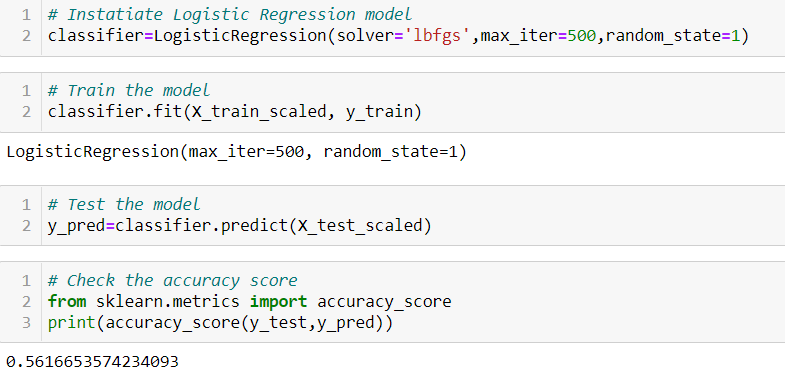 1 # Instatiate Logistic Regression model
2 classifier=LogisticRegression(solver='lbfgs',max_iter=500,random_state=1)
1 # Train the model
2 classifier.fit(X_train_scaled, y_train)
LogisticRegression(max_iter=500, random_state=1)
1 # Test the model
2 y_pred=classifier.predict(X_test_scaled)
1 # Check the accuracy score
2 from sklearn.metrics import accuracy_score
3 print(accuracy_score(y_test,y_pred))
0.5616653574234093